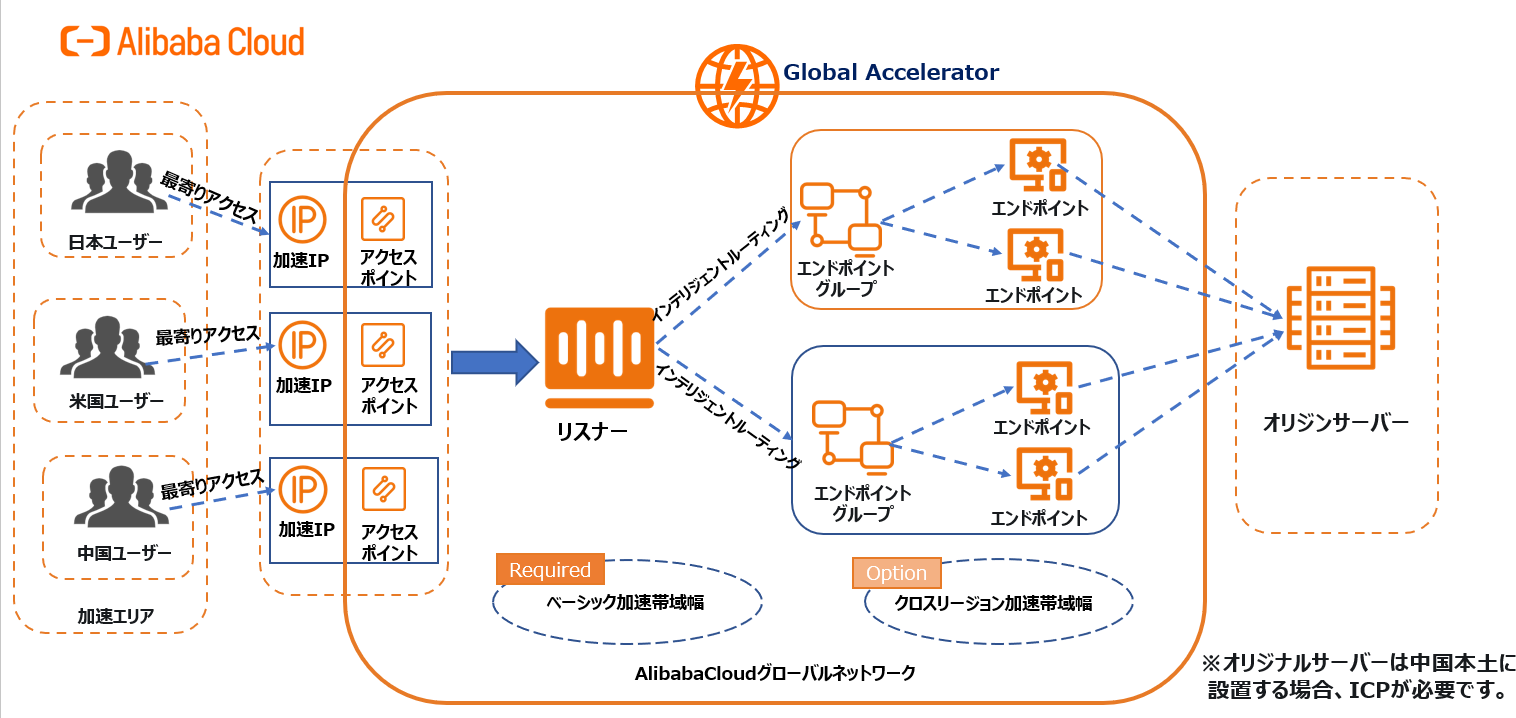 Alibaba Cloud
Global Accelerator
日本ユーザー
最寄りアクセス
加速IP
アクセス
ポイント
米国ユーザー
最寄りアクセス
加速IP
アクセス
ポイント
中国ユーザー
最寄りアクセス
加速IP
アクセス
ポイント
加速エリア
IP
IP
IP
リスナー
インテリジェントルーティング
インテリジェントルーティング
エンドポイント
グループ
エンドポイント
エンドポイント
エンドポイント
グループ
エンドポイント
エンドポイント
オリジンサーバー
Required
ベーシック加速帯域幅
Option
クロスリージョン加速帯域幅
AlibabaCloudグローバルネットワーク
※オリジナルサーバーは中国本土に
設置する場合、ICPが必要です。